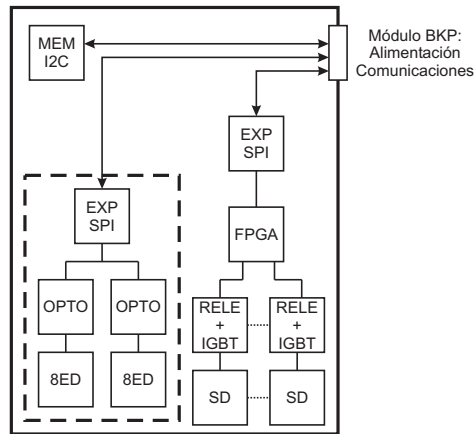 MEM
I2C
Módulo BKP:
Alimentación
Comunicaciones
EXP
SPI
EXP
SPI
FPGA
OPTO
OPTO
RELE
+
IGBT
RELE
+
IGBT
8ED
8ED
SD
SD